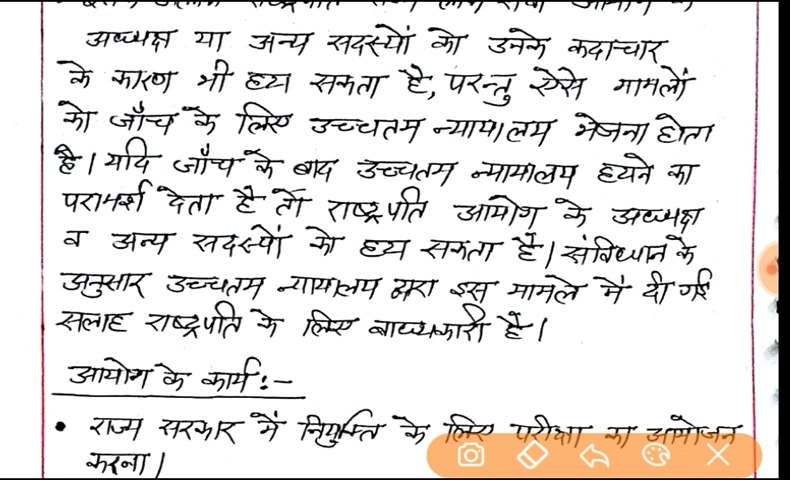 अध्यक्ष या अन्य सदस्यों को उनके कदाचार
के कारण भी हटा सकता है, परन्तु ऐसे मामलों
को जाँच के लिए उच्चतम न्यायालय भेजना होता
है। यदि जाँच के बाद उच्चतम न्यायालय हटाने का
परामर्श देता है तो राष्ट्रपति आयोग के अध्यक्ष
व अन्य सदस्यों को हटा सकता है। संविधान के
अनुसार उच्चतम न्यायालय द्वारा इस मामले में दी गई
सलाह राष्ट्रपति के लिए बाध्यकारी है।
आयोग के कार्य :-
• राज्य सरकार में नियुक्ति के लिए परीक्षा का आयोजन
करना।